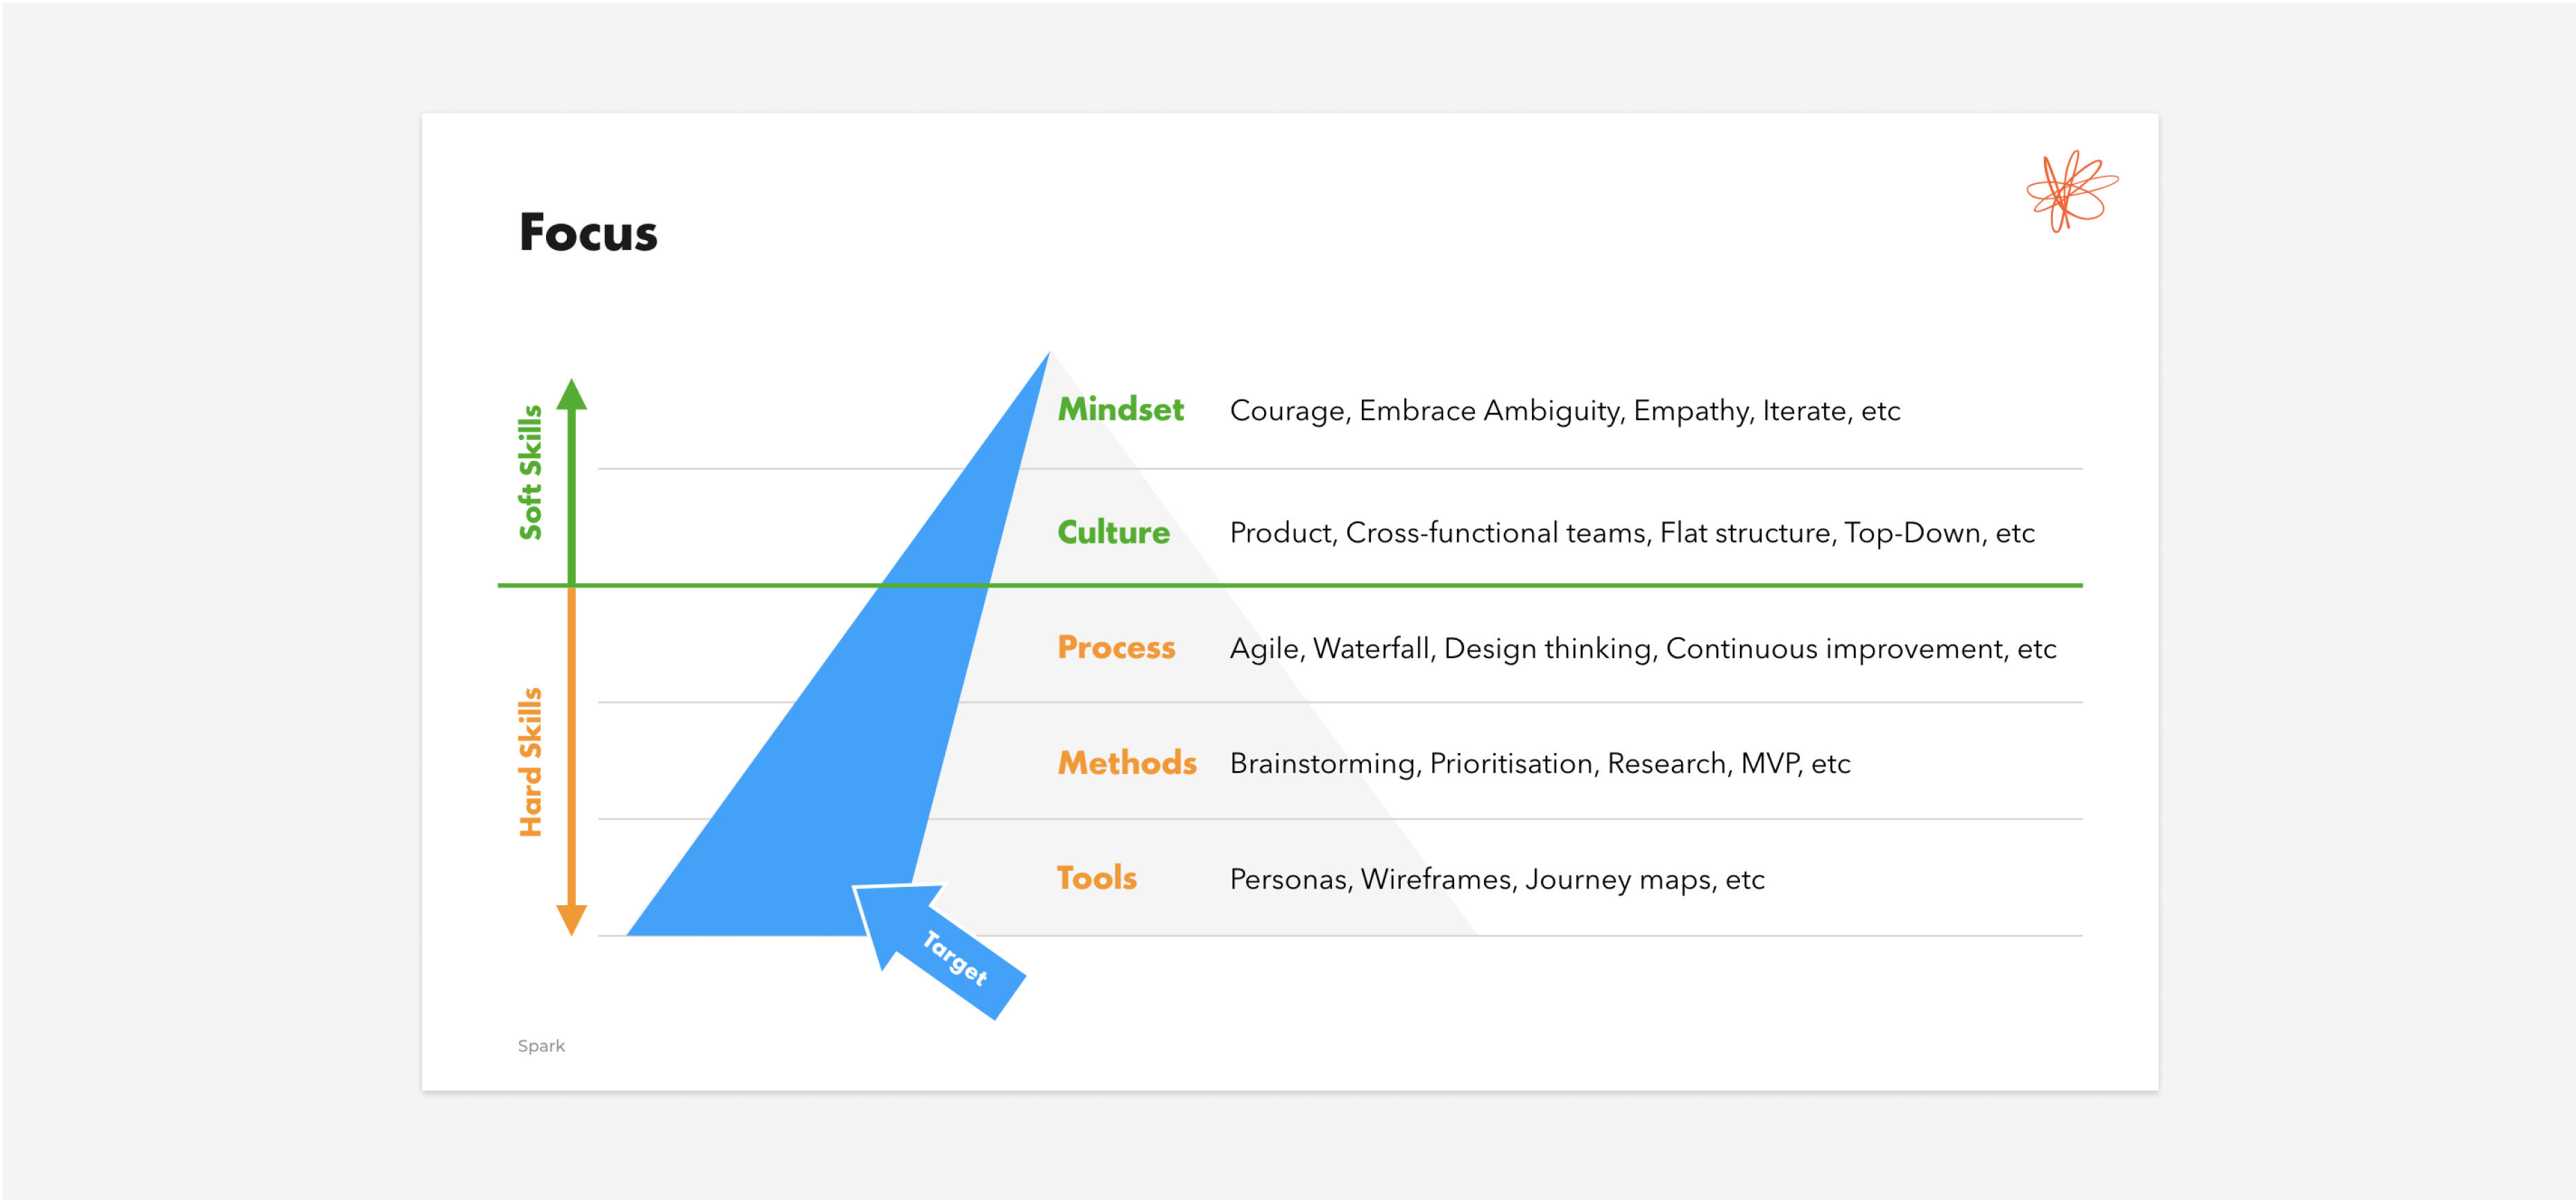 Focus
Soft Skills
Mindset Courage, Embrace Ambiguity, Empathy, Iterate, etc
Culture Product, Cross-functional teams, Flat structure, Top-Down, etc
Hard Skills
Process Agile, Waterfall, Design thinking, Continuous improvement, etc
Methods Brainstorming, Prioritisation, Research, MVP, etc
Tools Personas, Wireframes, Journey maps, etc
Target
Spark